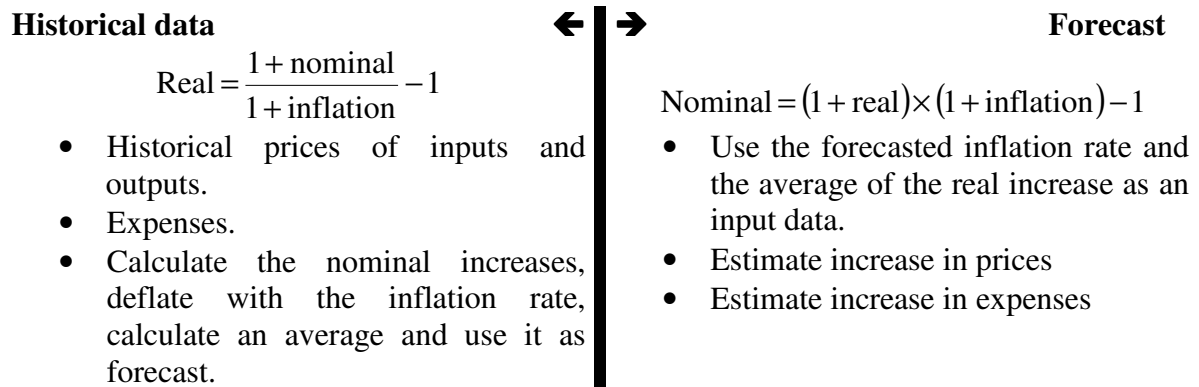 Historical data ← → Forecast
Real = (1 + nominal) / (1 + inflation) − 1
• Historical prices of inputs and
outputs.
• Expenses.
• Calculate the nominal increases,
deflate with the inflation rate,
calculate an average and use it as
forecast.
Nominal = (1 + real) × (1 + inflation) − 1
• Use the forecasted inflation rate and
the average of the real increase as an
input data.
• Estimate increase in prices
• Estimate increase in expenses